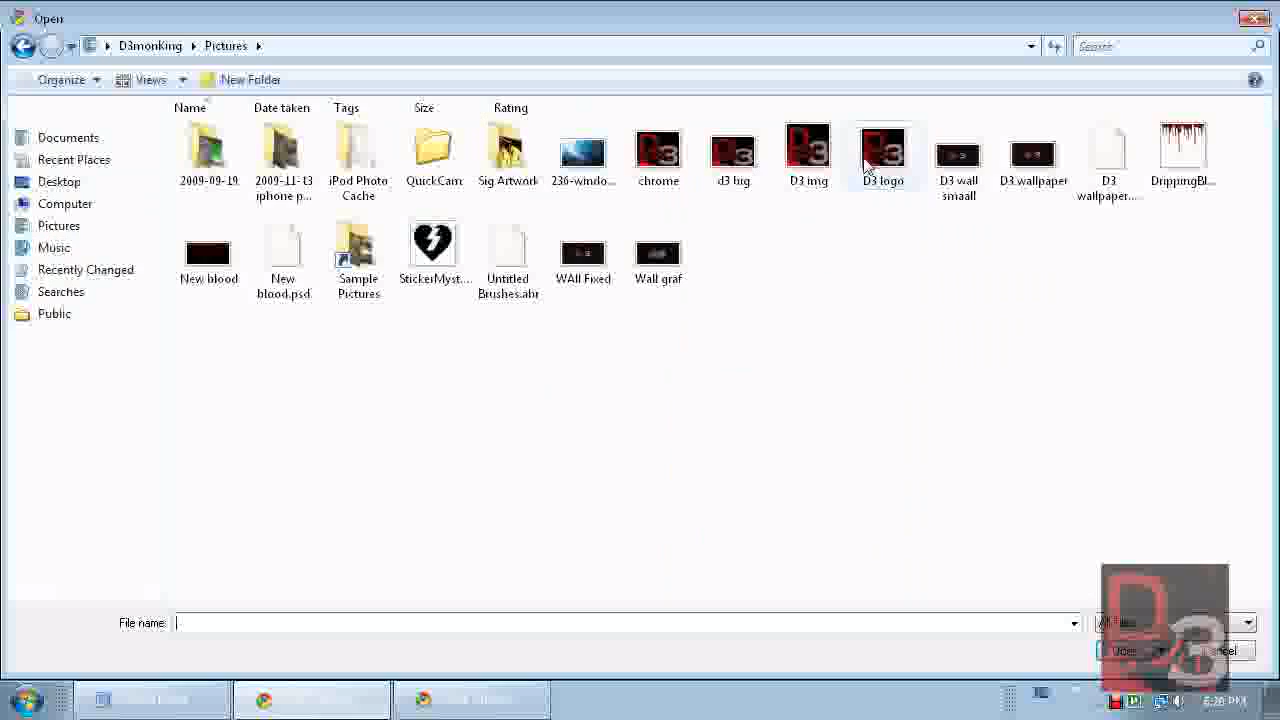 Open
D3monking
Pictures
Search
Organize
Views
New Folder
Name
Date taken
Tags
Size
Rating
Documents
Recent Places
Desktop
Computer
Pictures
Music
Recently Changed
Searches
Public
2009-09-19
2009-11-13
iphone p...
iPod Photo
Cache
QuickCam
Sig Artwork
236-windo...
chrome
D3 img
D3 logo
D3 wall
smaall
D3.wallpaper
D3
wallpaper....
DrippingBl...
New blood
New
blood.psd
Sample
Pictures
StickerMyst...
Untitled
Brushes.abr
WAll Fixed
Wall graf
File name:
D3
6:20 PM